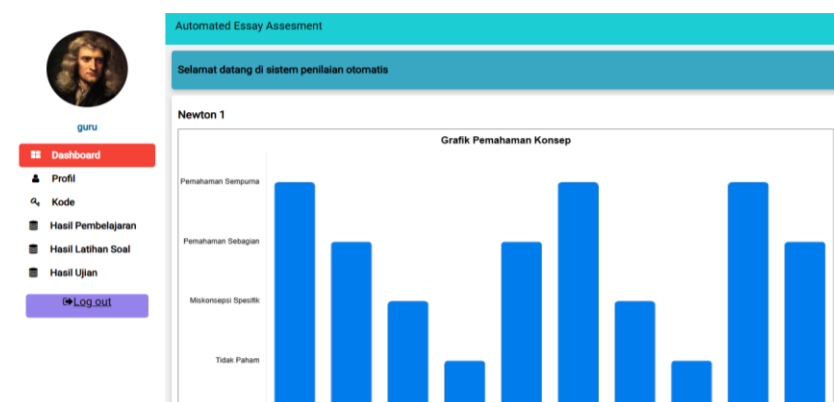 Automated Essay Assesment
Selamat datang di sistem penilaian otomatis
guru
Dashboard
Profil
Kode
Hasil Pembelajaran
Hasil Latihan Soal
Hasil Ujian
Log out
Newton 1
Grafik Pemahaman Konsep
Pemahaman Sempurna
Pemahaman Sebagian
Miskonsepsi Spesifik
Tidak Paham